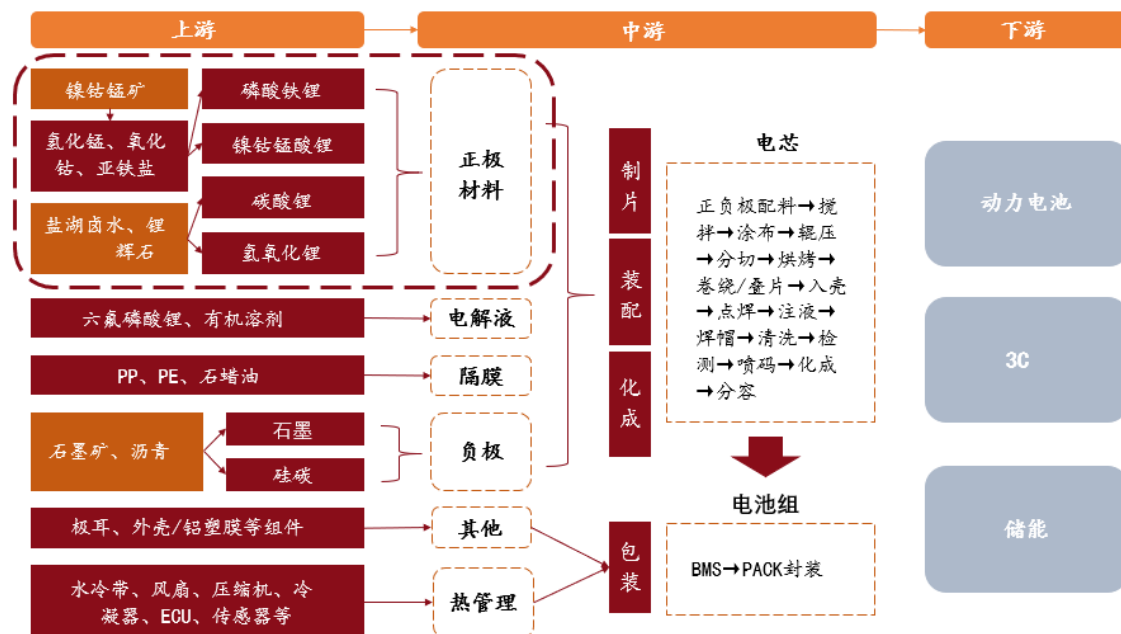 上游
中游
下游
镍钴锰矿
氢化锰、氧化
钴、亚铁盐
盐湖卤水、锂
辉石
磷酸铁锂
镍钴锰酸锂
碳酸锂
氢氧化锂
正极
材料
六氟磷酸锂、有机溶剂
电解液
PP、PE、石蜡油
隔膜
石墨矿、沥青
石墨
硅碳
负极
极耳、外壳/铝塑膜等组件
其他
水冷带、风扇、压缩机、冷
凝器、ECU、传感器等
热管理
制
片
装
配
化
成
包
装
电芯
正负极配料→搅
拌→涂布→辊压
→分切→烘烤→
卷绕/叠片→入壳
→点焊→注液→
焊帽→清洗→检
测→喷码→化成
→分容
电池组
BMS→PACK封装
动力电池
3C
储能